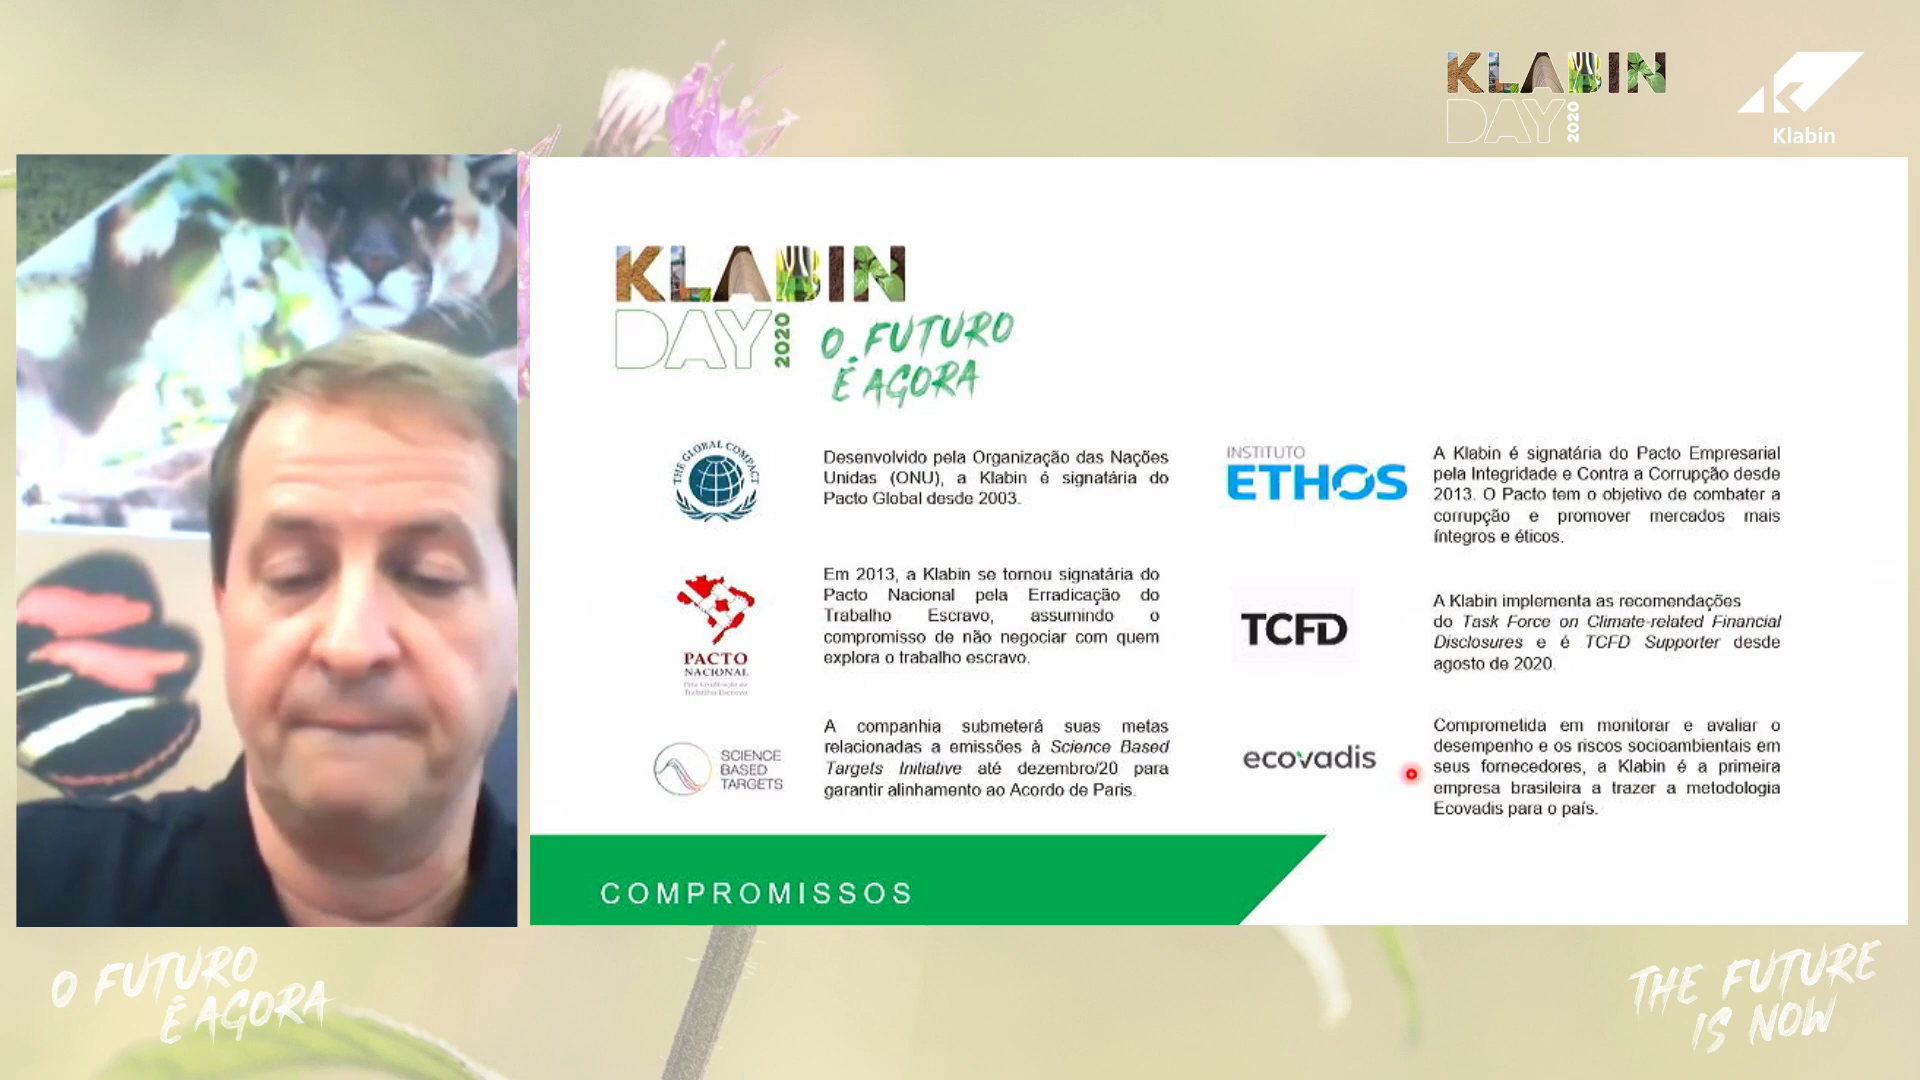 KLABIN
DAY 2020
Klabin
KLABIN
DAY 2020
O FUTURO
É AGORA
THE GLOBAL COMPACT
Desenvolvido pela Organização das Nações
Unidas (ONU), a Klabin é signatária do
Pacto Global desde 2003.
PACTO
NACIONAL
Em 2013, a Klabin se tornou signatária do
Pacto Nacional pela Erradicação do
Trabalho Escravo, assumindo o
compromisso de não negociar com quem
explora o trabalho escravo.
SCIENCE
BASED
TARGETS
A companhia submeterá suas metas
relacionadas a emissões à Science Based
Targets Initiative até dezembro/20 para
garantir alinhamento ao Acordo de Paris.
INSTITUTO
ETHOS
A Klabin é signatária do Pacto Empresarial
pela Integridade e Contra a Corrupção desde
2013. O Pacto tem o objetivo de combater a
corrupção e promover mercados mais
íntegros e éticos.
TCFD
A Klabin implementa as recomendações
do Task Force on Climate-related Financial
Disclosures e é TCFD Supporter desde
agosto de 2020.
ecovadis
Comprometida em monitorar e avaliar o
desempenho e os riscos socioambientais em
seus fornecedores, a Klabin é a primeira
empresa brasileira a trazer a metodologia
Ecovadis para o país.
COMPROMISSOS
O FUTURO
É AGORA
THE FUTURE
IS NOW